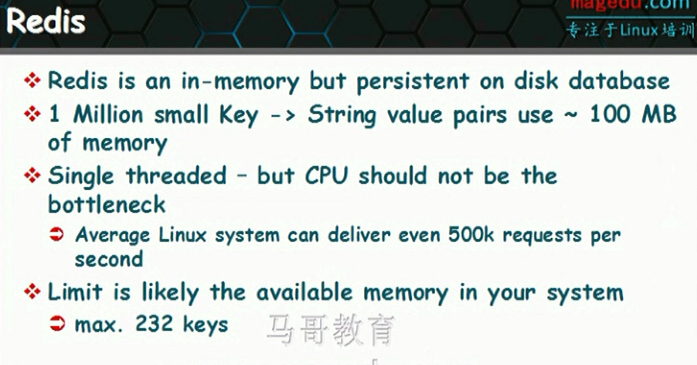 Redis
magedu.com
专注于Linux培训
❖ Redis is an in-memory but persistent on disk database
❖ 1 Million small Key -> String value pairs use ~ 100 MB
of memory
❖ Single threaded – but CPU should not be the
bottleneck
➲ Average Linux system can deliver even 500k requests per
second
❖ Limit is likely the available memory in your system
➲ max. 232 keys
马哥教育